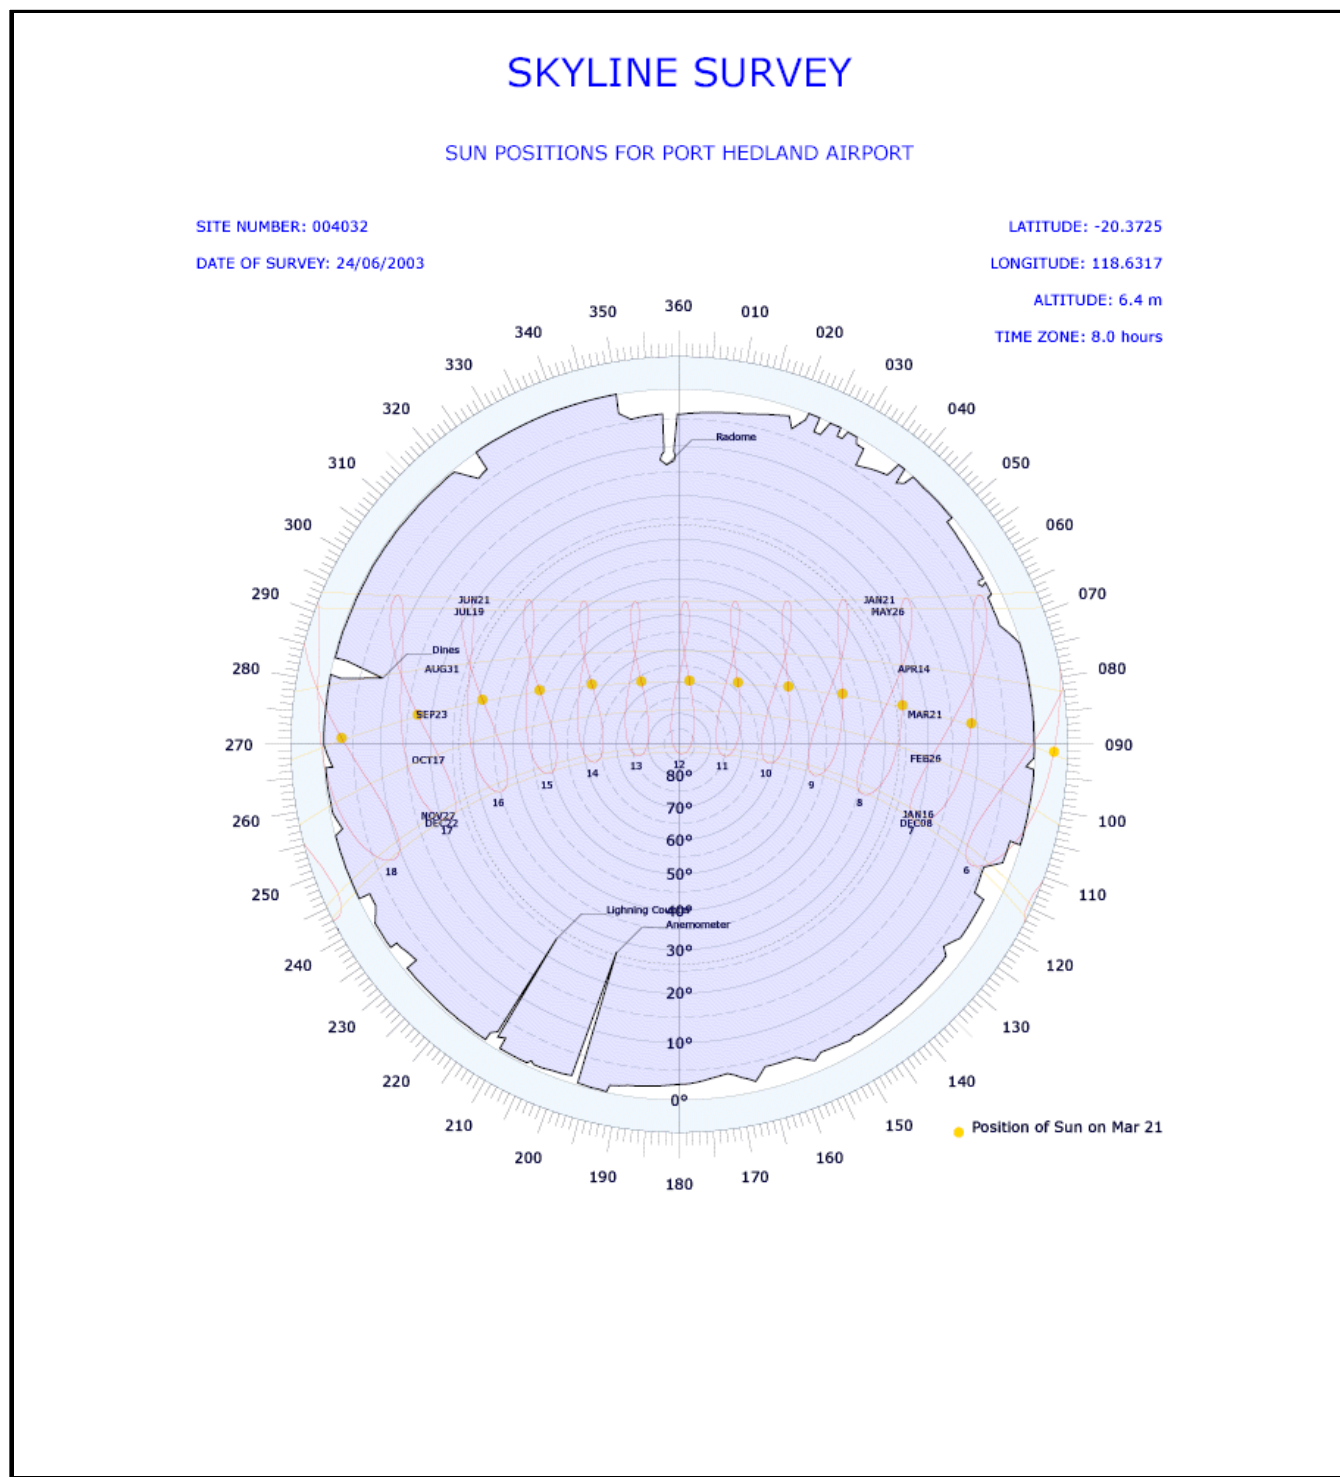 SKYLINE SURVEY
SUN POSITIONS FOR PORT HEDLAND AIRPORT
SITE NUMBER: 004032
LATITUDE: -20.3725
DATE OF SURVEY: 24/06/2003
LONGITUDE: 118.6317
ALTITUDE: 6.4 m
TIME ZONE: 8.0 hours
350 360 010
340 020
330 030
320 040
310 050
300 060
290 070
280 080
270 090
260 100
250 110
240 120
230 130
220 140
210 150
200 160
190 170
180
Radome
JUN21 JAN21
JUL19 MAY26
Dines
AUG31 APR14
SEP23 MAR21
OCT17 FEB26
13 12 11
14 10
15 9
16 8
NOV27 JAN16
DEC22 DEC08
17 7
18 6
80°
70°
60°
50°
40°
30°
20°
10°
0°
Lighning Counter
Anemometer
Position of Sun on Mar 21